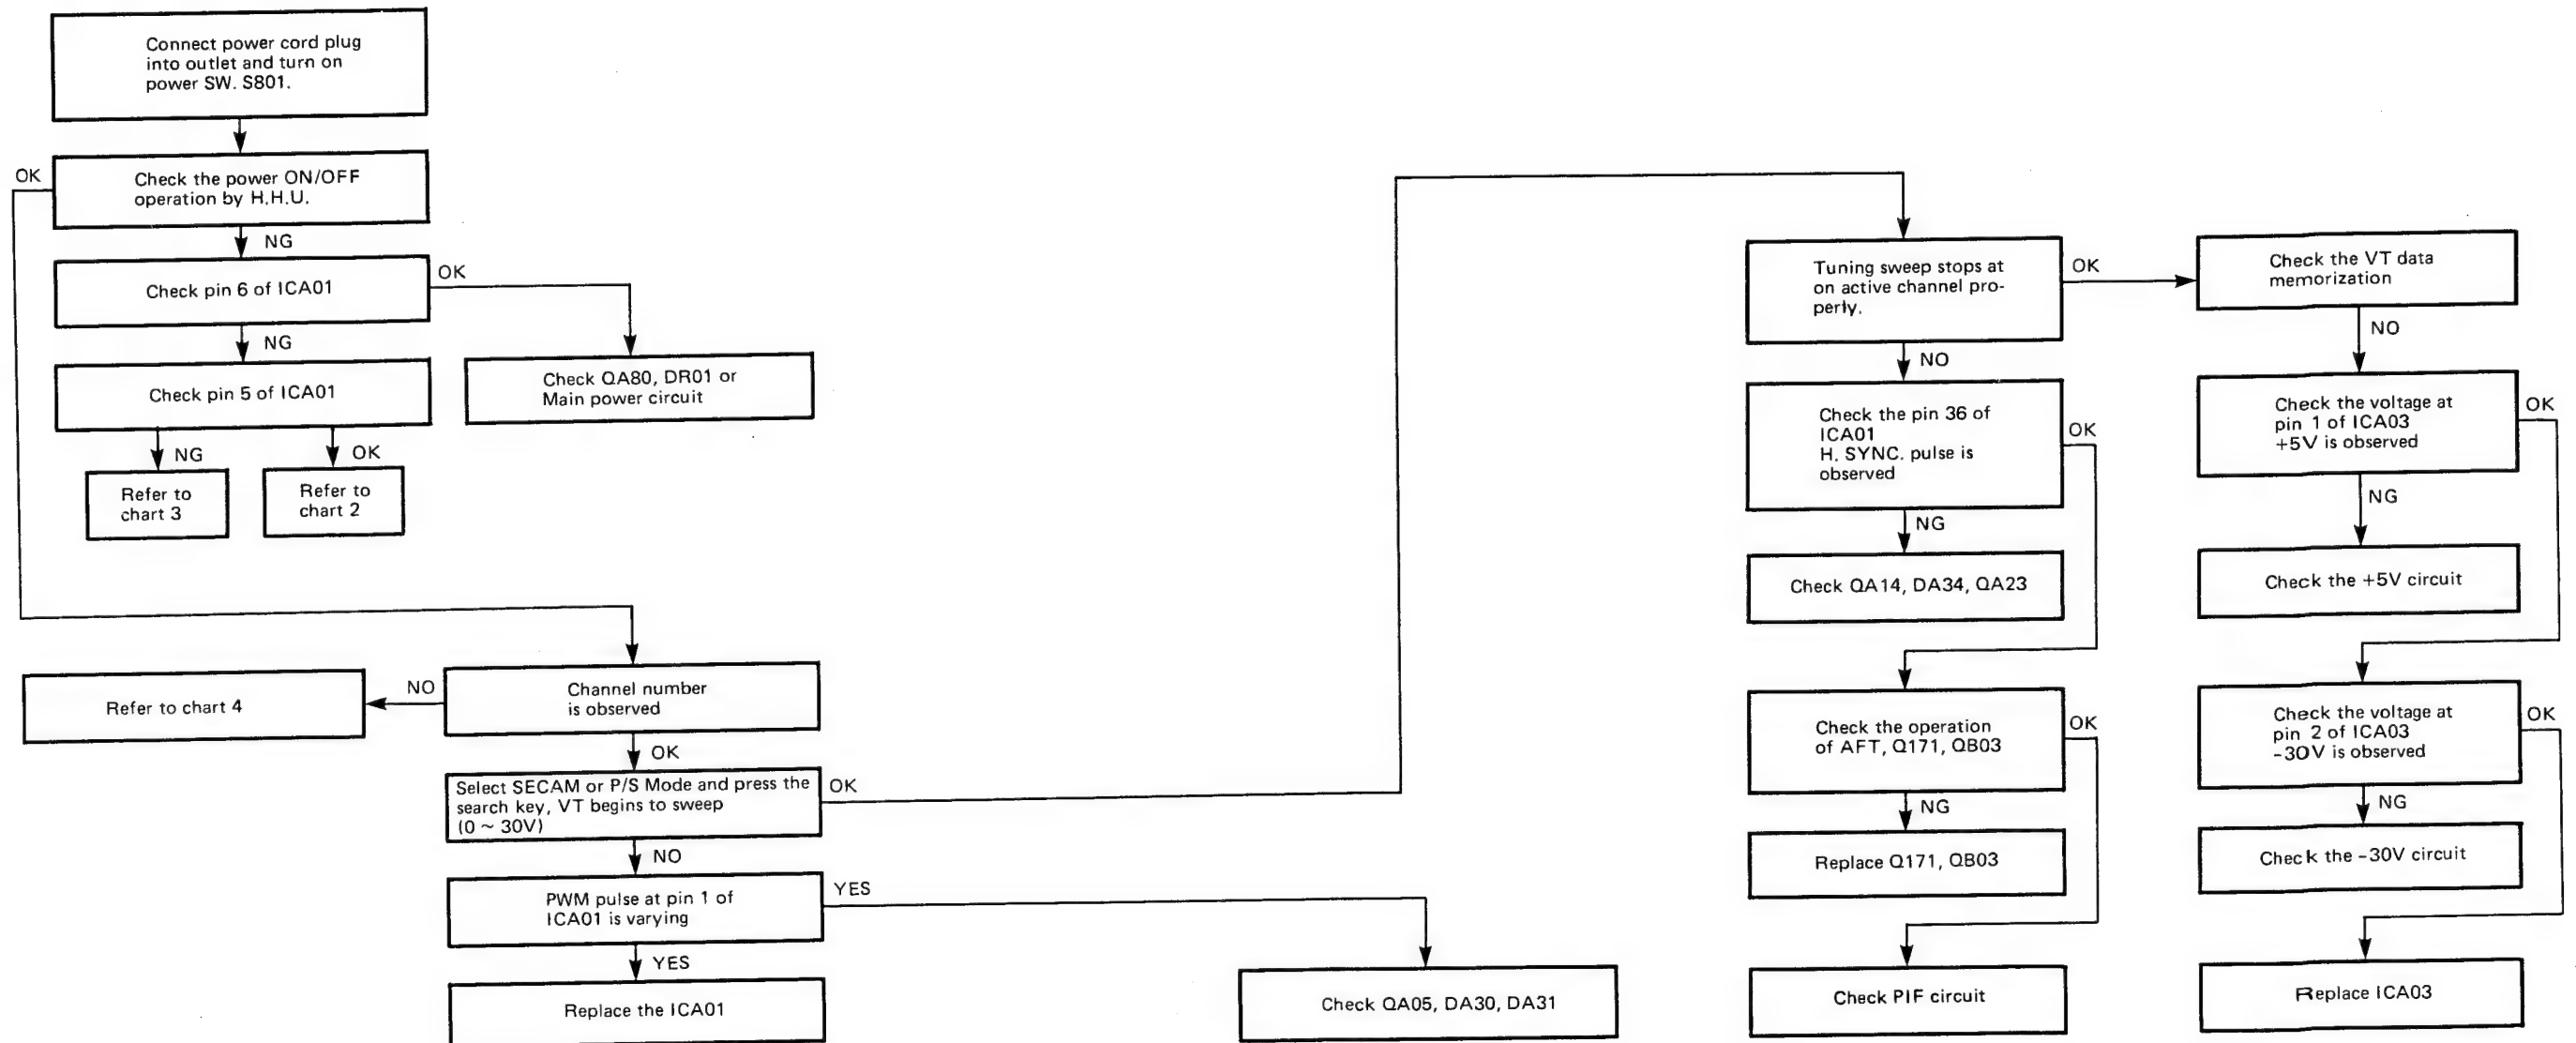 Connect power cord plug
into outlet and turn on
power SW. S801.
OK
Check the power ON/OFF
operation by H.H.U.
NG
Check pin 6 of ICA01
OK
NG
Check pin 5 of ICA01
Check QA80, DR01 or
Main power circuit
NG
OK
Refer to
chart 3
Refer to
chart 2
Refer to chart 4
NO
Channel number
is observed
OK
Select SECAM or P/S Mode and press the
search key, VT begins to sweep
(0 ~ 30V)
OK
NO
PWM pulse at pin 1 of
ICA01 is varying
YES
YES
Replace the ICA01
Check QA05, DA30, DA31
Tuning sweep stops at
on active channel pro-
perly.
OK
NO
Check the pin 36 of
ICA01
H. SYNC. pulse is
observed
OK
NG
Check QA14, DA34, QA23
Check the operation
of AFT, Q171, QB03
OK
NG
Replace Q171, QB03
Check PIF circuit
Check the VT data
memorization
NO
Check the voltage at
pin 1 of ICA03
+5V is observed
OK
NG
Check the +5V circuit
Check the voltage at
pin 2 of ICA03
-30V is observed
OK
NG
Check the -30V circuit
Replace ICA03